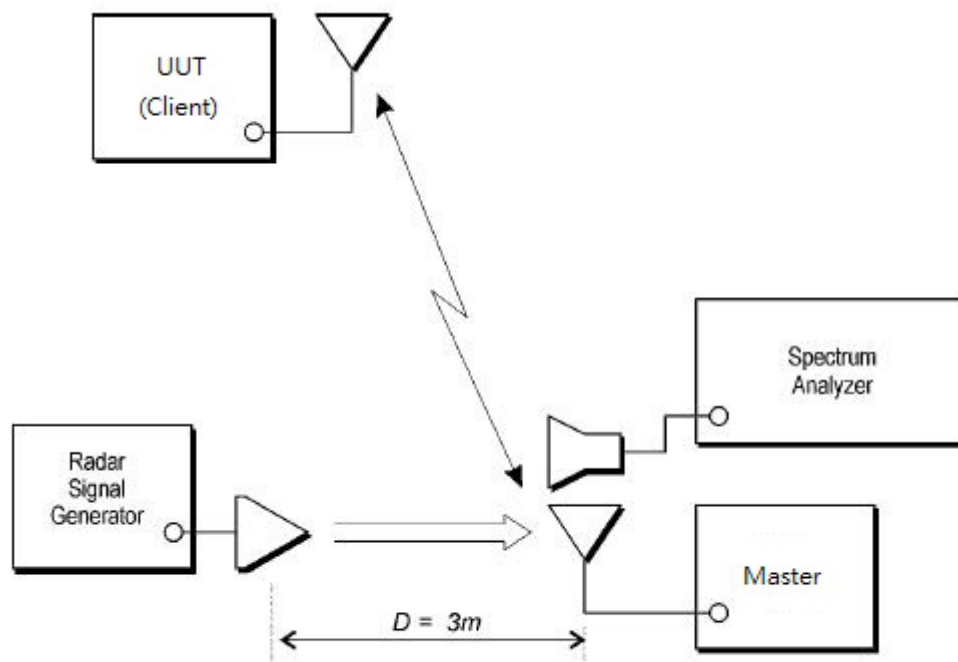 UUT
(Client)
Spectrum
Analyzer
Radar
Signal
Generator
Master
D = 3m